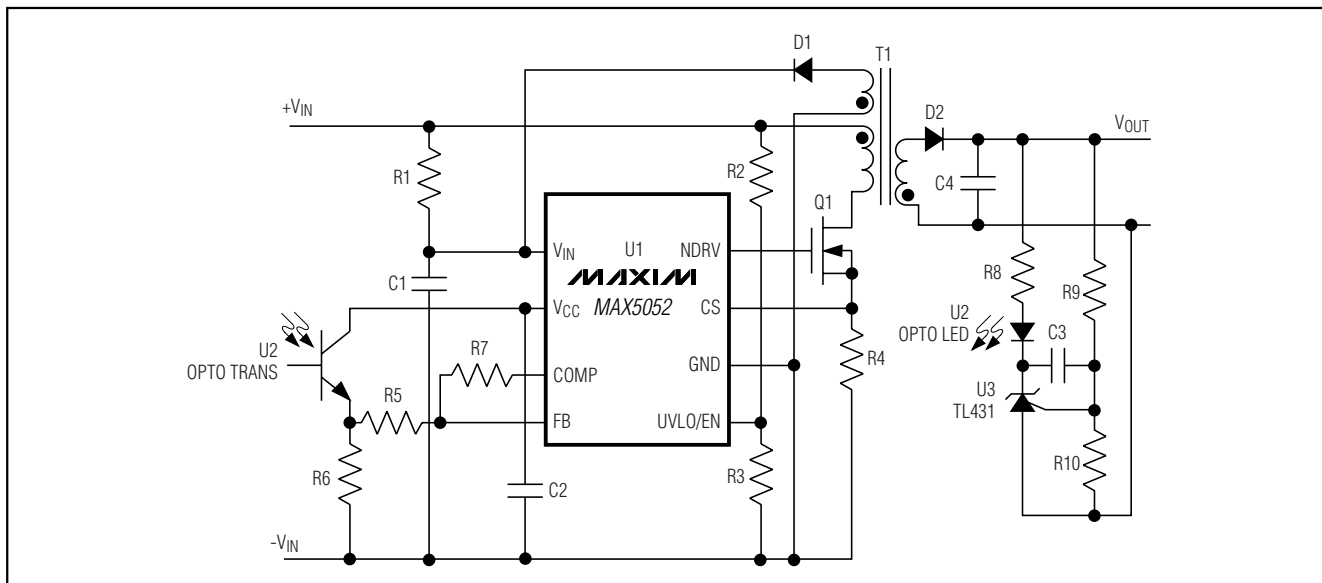 D1
T1
+VIN
D2
VOUT
R1
R2
C4
Q1
VIN
U1
NDRV
MAXIM
C1
R8
R9
VCC
MAX5052
CS
U2
OPTO LED
C3
U2
OPTO TRANS
R7
R4
COMP
GND
R5
U3
TL431
FB
UVLO/EN
R6
R3
R10
C2
-VIN